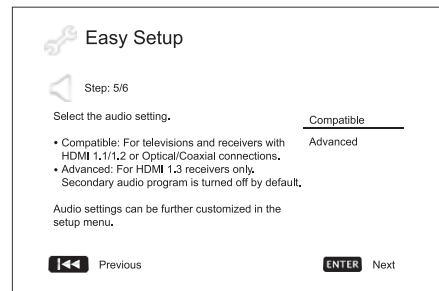 Easy Setup
Step: 5/6
Select the audio setting.
• Compatible: For televisions and receivers with
HDMI 1.1/1.2 or Optical/Coaxial connections.
• Advanced: For HDMI 1.3 receivers only.
Secondary audio program is turned off by default.
Audio settings can be further customized in the
setup menu.
Compatible
Advanced
Previous
ENTER Next